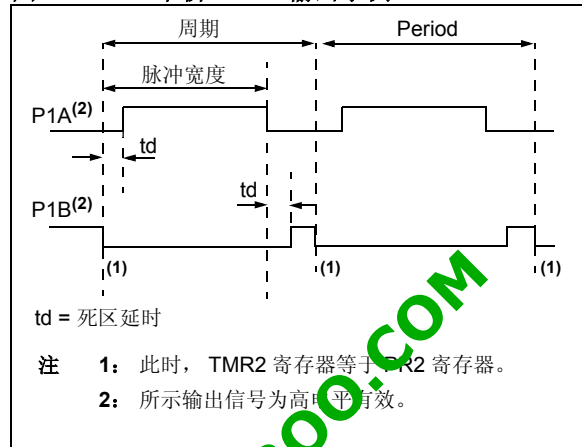 周期 Period
脉冲宽度
P1A(2)
td
td
P1B(2)
(1) (1) (1)
td = 死区延时
注 1： 此时， TMR2 寄存器等于 PR2 寄存器。
2： 所示输出信号为高电平有效。
OO.COM